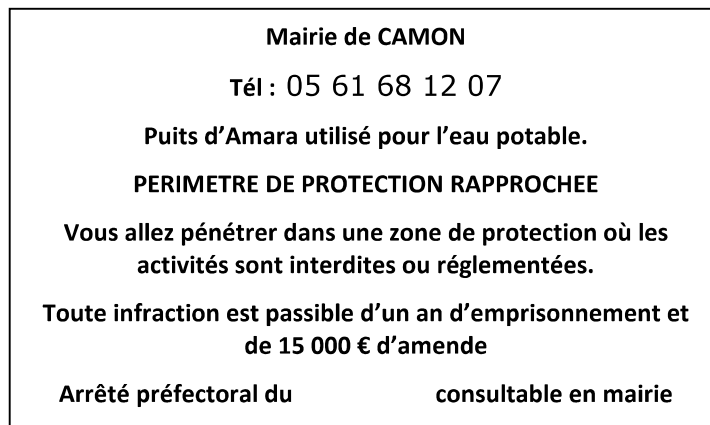 Mairie de CAMON
Tél : 05 61 68 12 07
Puits d’Amara utilisé pour l’eau potable.
PERIMETRE DE PROTECTION RAPPROCHEE
Vous allez pénétrer dans une zone de protection où les
activités sont interdites ou réglementées.
Toute infraction est passible d’un an d’emprisonnement et
de 15 000 € d’amende
Arrêté préfectoral du consultable en mairie